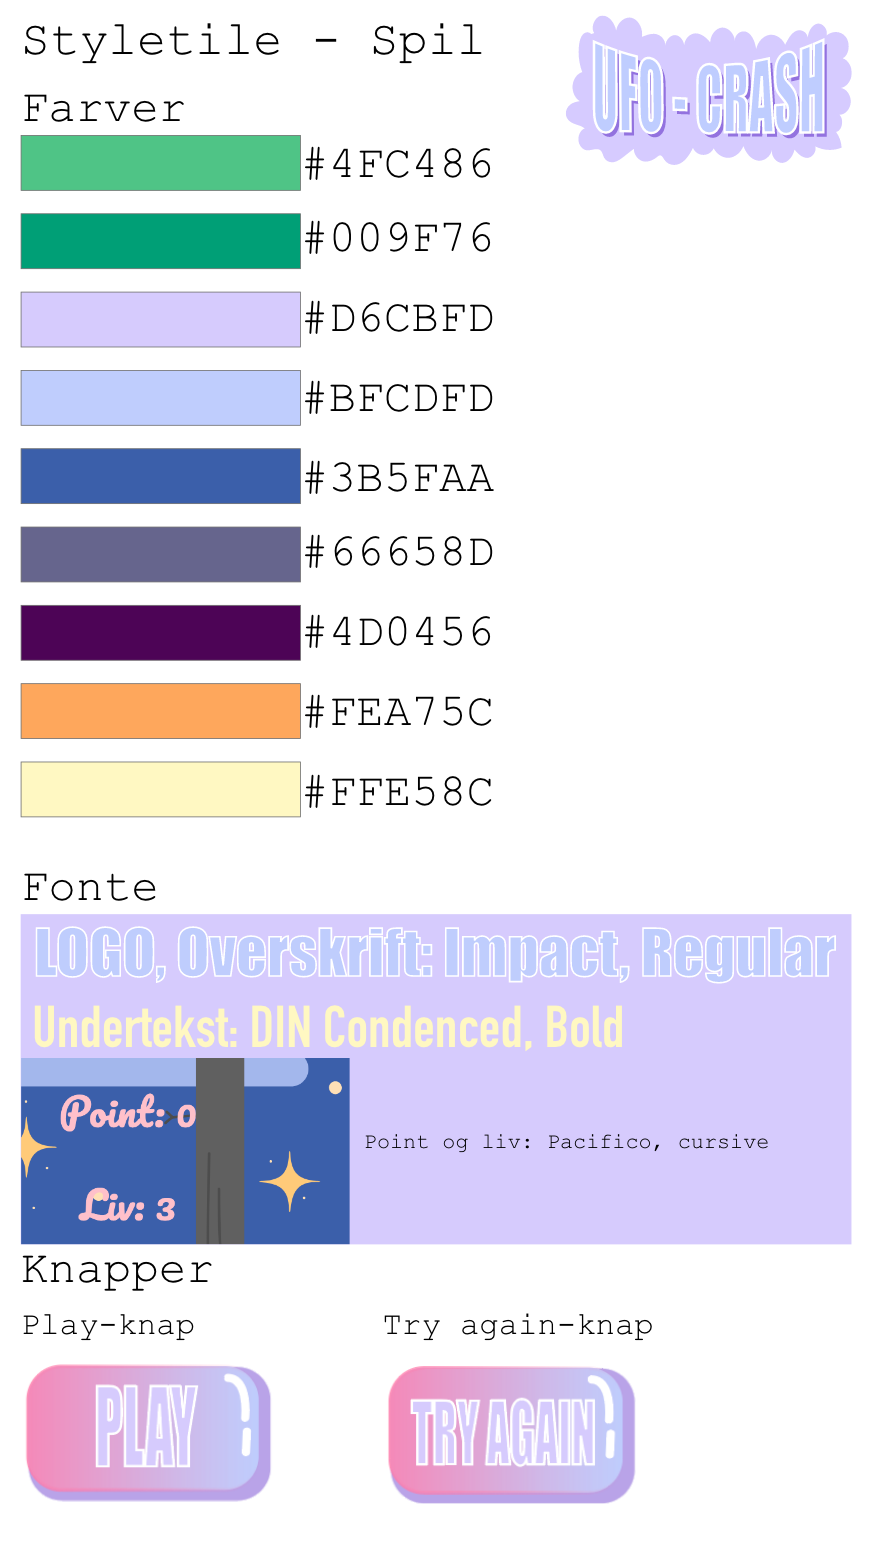 Styletile - Spil
UFO - CRASH
Farver
#4FC486
#009F76
#D6CBFD
#BFCDFD
#3B5FAA
#66658D
#4D0456
#FEA75C
#FFE58C
Fonte
LOGO, Overskrift: Impact, Regular
Undertekst: DIN Condenced, Bold
Point: 0
Point og liv: Pacifico, cursive
Liv: 3
Knapper
Play-knap
Try again-knap
PLAY
TRY AGAIN